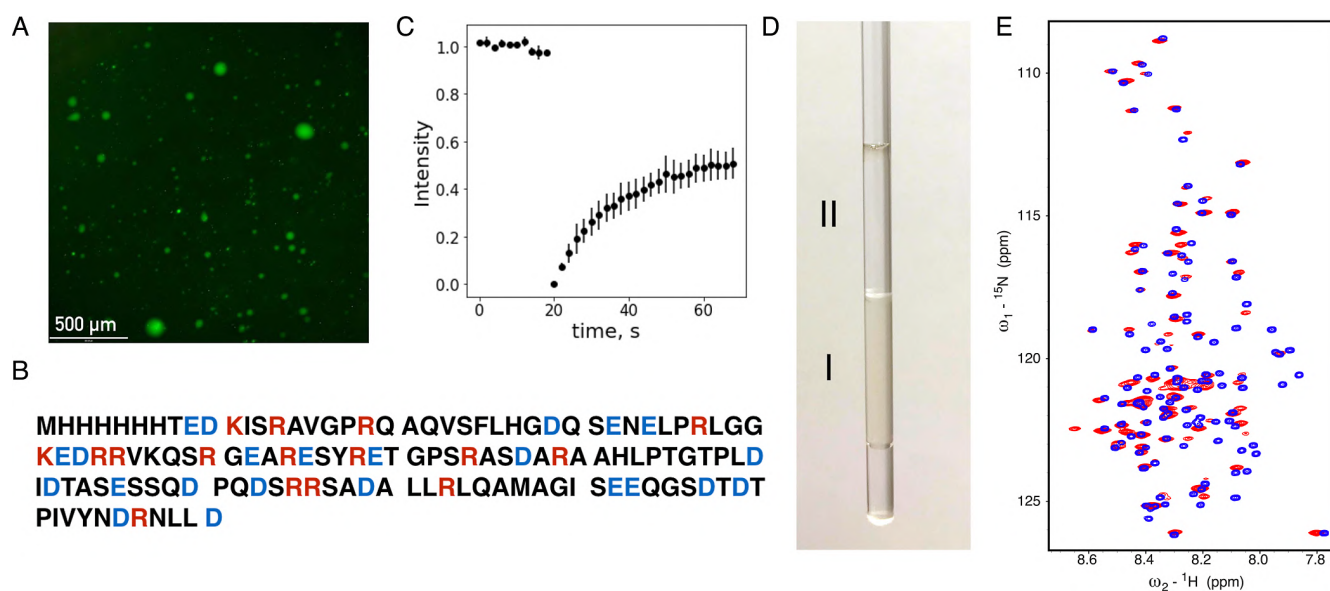 A
500 µm
B
MHHHHHHTED KISRAVGPRQ AQVSFLHGDQ SENELPRLGG
KEDRRVKQSR GEARESYRET GPSRASDARA AHLPTGTPLD
IDTASESSQD PQDSRRSADA LLRLQAMAGI SEEQGSDTDT
PIVYNDRNLL D
C
1.0
0.8
0.6
0.4
0.2
0.0
Intensity
0 20 40 60
time, s
D
II
I
E
110
115
120
125
ω1 - 15N (ppm)
8.6 8.4 8.2 8.0 7.8
ω2 - 1H (ppm)